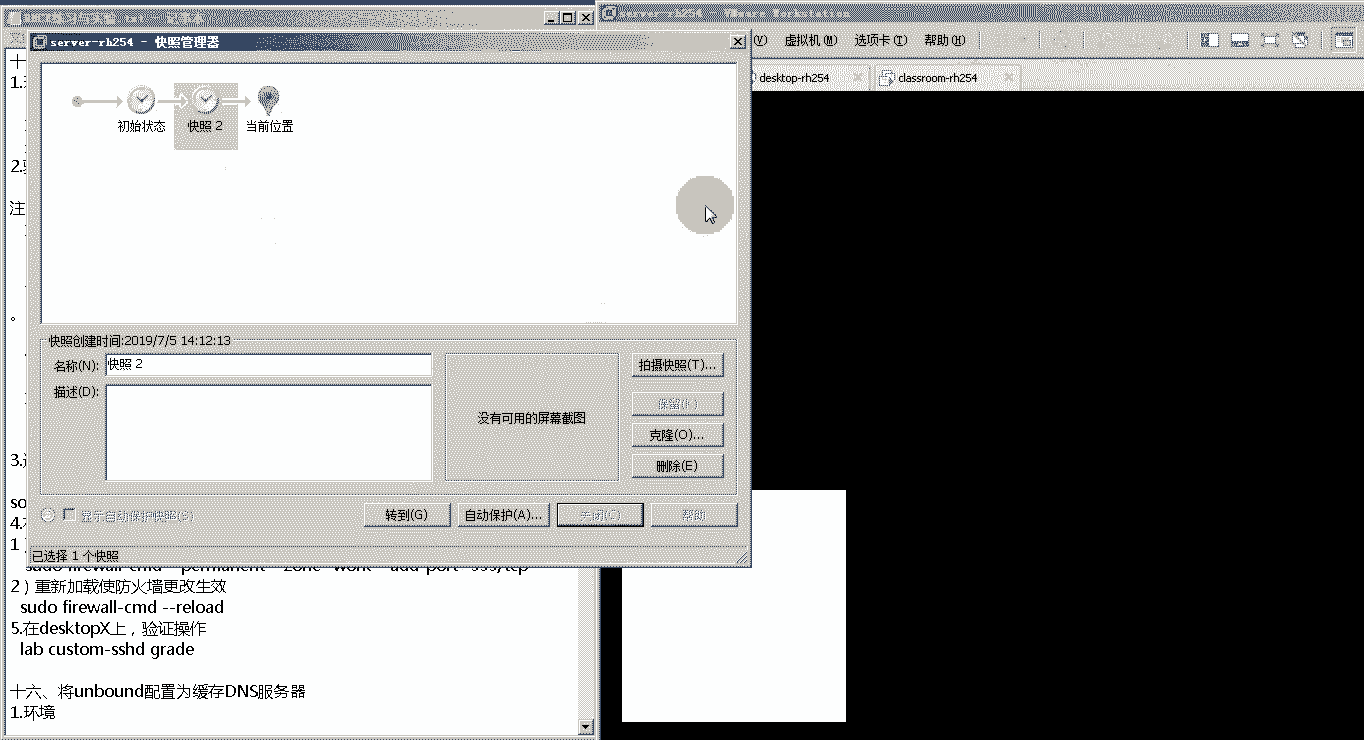 server-rh254 - VMware Workstation
server-rh254 - 快照管理器
(V) 虚拟机(M) 选项卡(T) 帮助(H)
desktop-rh254 classroom-rh254
十
1.
初始状态 快照 2 当前位置
2.
注
。
快照创建时间:2019/7/5 14:12:13
名称(N): 快照 2 拍摄快照(T)...
描述(D):
保留(K)
没有可用的屏幕截图
克隆(O)...
删除(E)
3.
so
显示自动保护快照(S) 转到(G) 自动保护(A)... 关闭(C) 帮助
4.
1
已选择 1 个快照
sudo firewall-cmd --permanent --zone=work --add-port=999/tcp
2）重新加载使防火墙更改生效
sudo firewall-cmd --reload
5.在desktopX上，验证操作
lab custom-sshd grade
十六、将unbound配置为缓存DNS服务器
1.环境